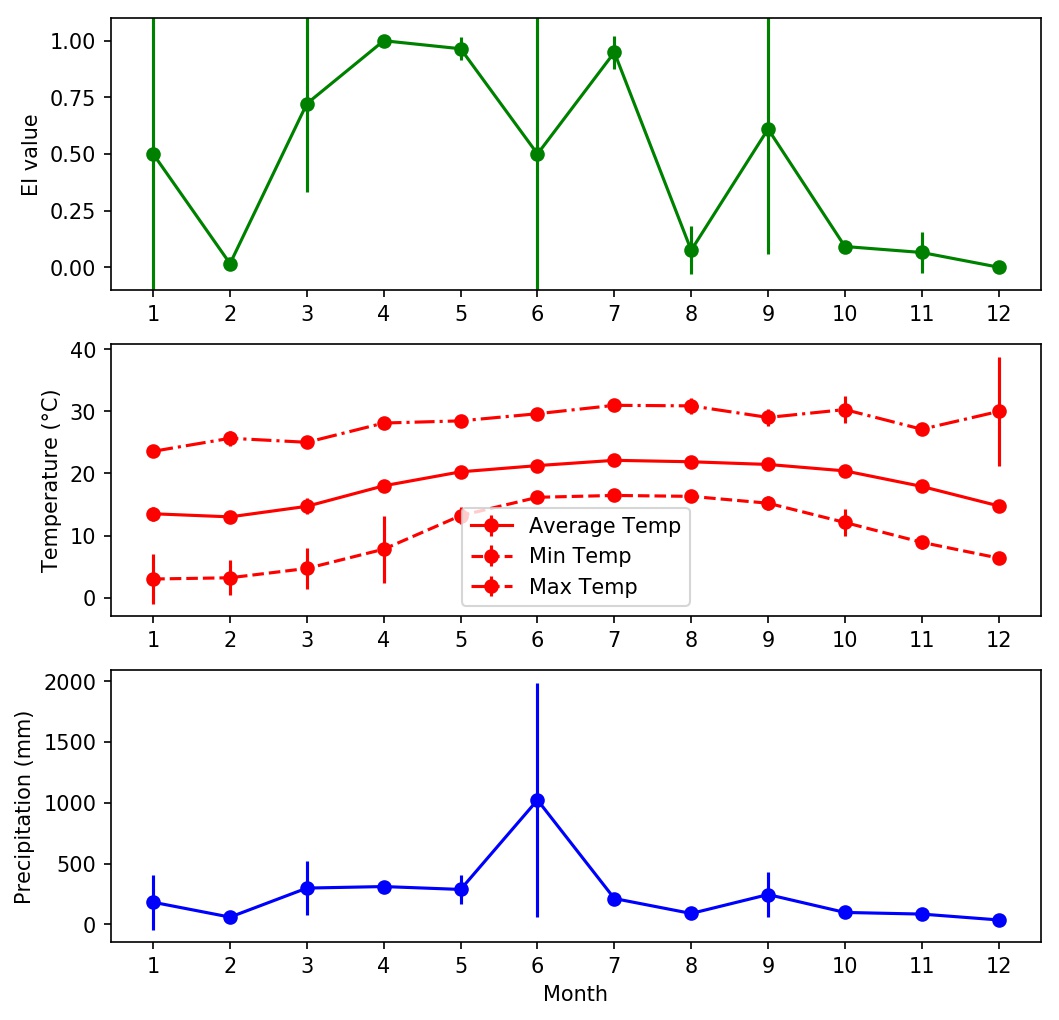 EI value
1.00
0.75
0.50
0.25
0.00
1 2 3 4 5 6 7 8 9 10 11 12
Temperature (°C)
40
30
20
10
0
Average Temp
Min Temp
Max Temp
1 2 3 4 5 6 7 8 9 10 11 12
Precipitation (mm)
2000
1500
1000
500
0
1 2 3 4 5 6 7 8 9 10 11 12
Month